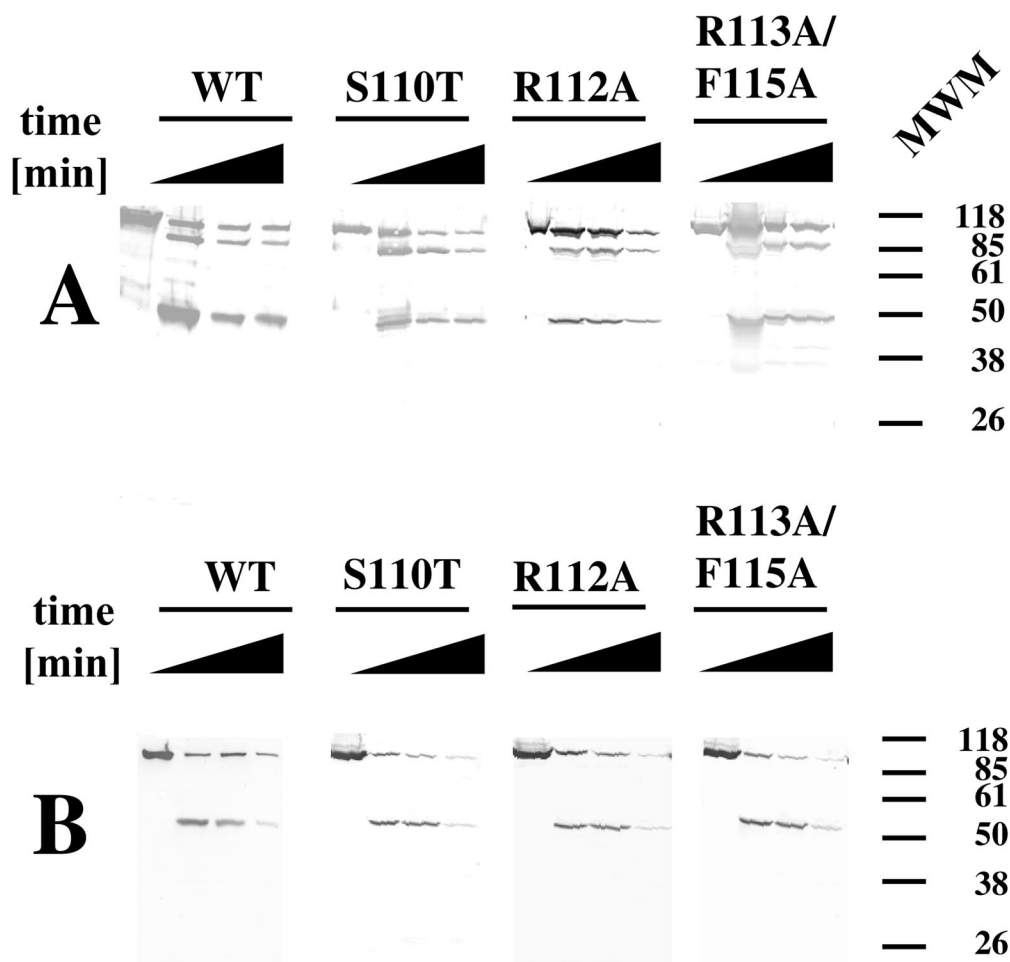 WT
S110T
R112A
R113A/
F115A
MWM
time
[min]
A
118
85
61
50
38
26
WT
S110T
R112A
R113A/
F115A
time
[min]
B
118
85
61
50
38
26